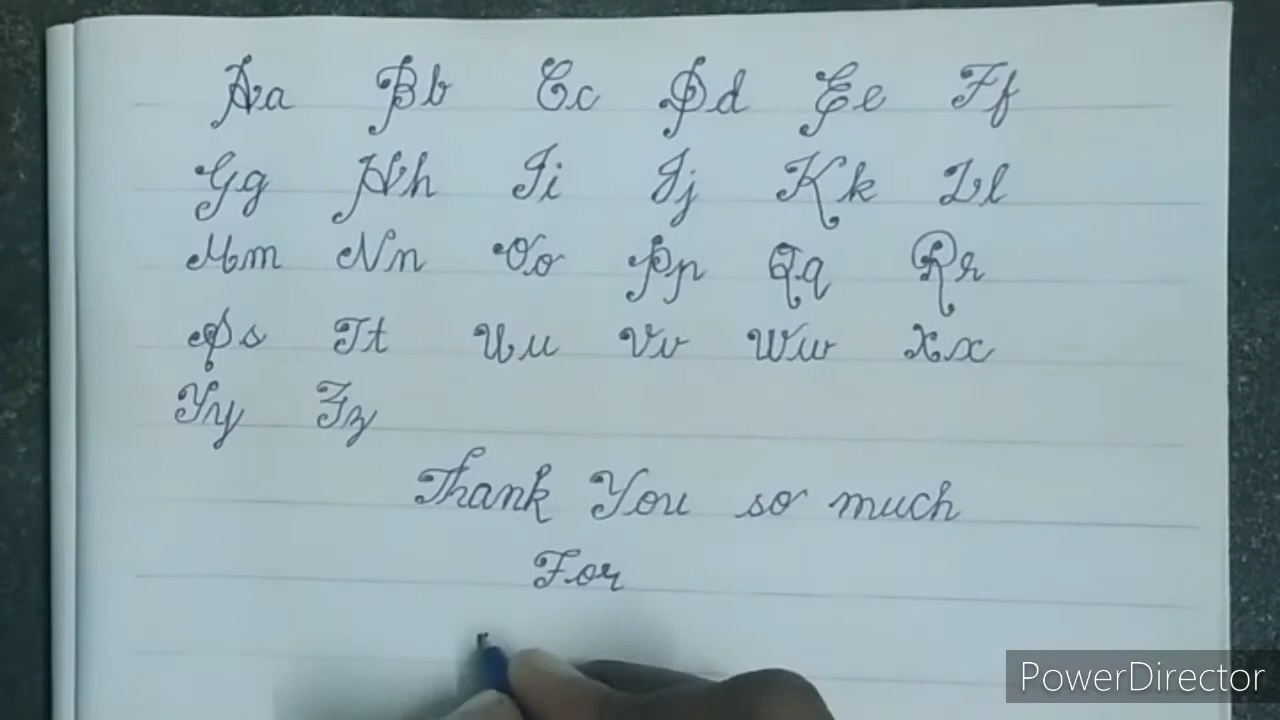 Aa Bb Cc Dd Ee Ff
Gg Hh Ii Jj Kk Ll
Mm Nn Oo Pp Qq Rr
Ss Tt Uu Vv Ww Xx
Yy Zz
Thank You so much
For
PowerDirector